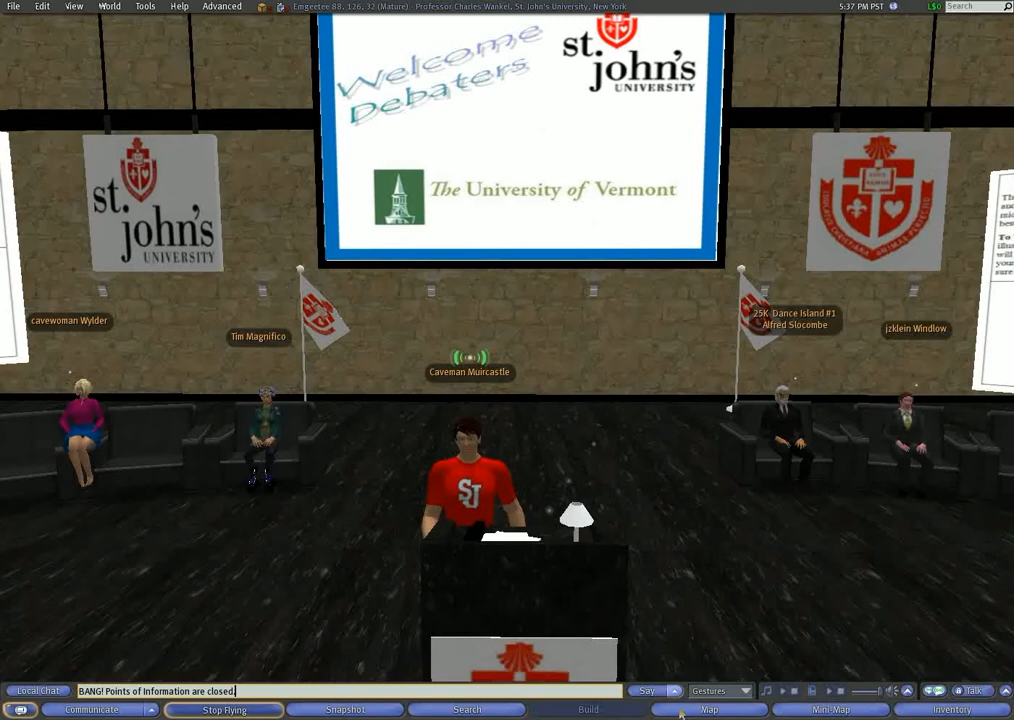 File Edit View World Tools Help Advanced
Emgeetee 88, 126, 32 (Mature) - Professor Charles Wankel, St. John's University, New York
5:37 PM PST
L$0
Search
Welcome
Debaters
st.
john's
UNIVERSITY
The University of Vermont
st.
john's
UNIVERSITY
cavewoman Wylder
Tim Magnifico
Caveman Muircastle
25K Dance Island #1
Alfred Slocombe
jzklein Windlow
SJ
Local Chat
BANG! Points of Information are closed.
Say
Gestures
Talk
Communicate
Stop Flying
Snapshot
Search
Build
Map
Mini-Map
Inventory